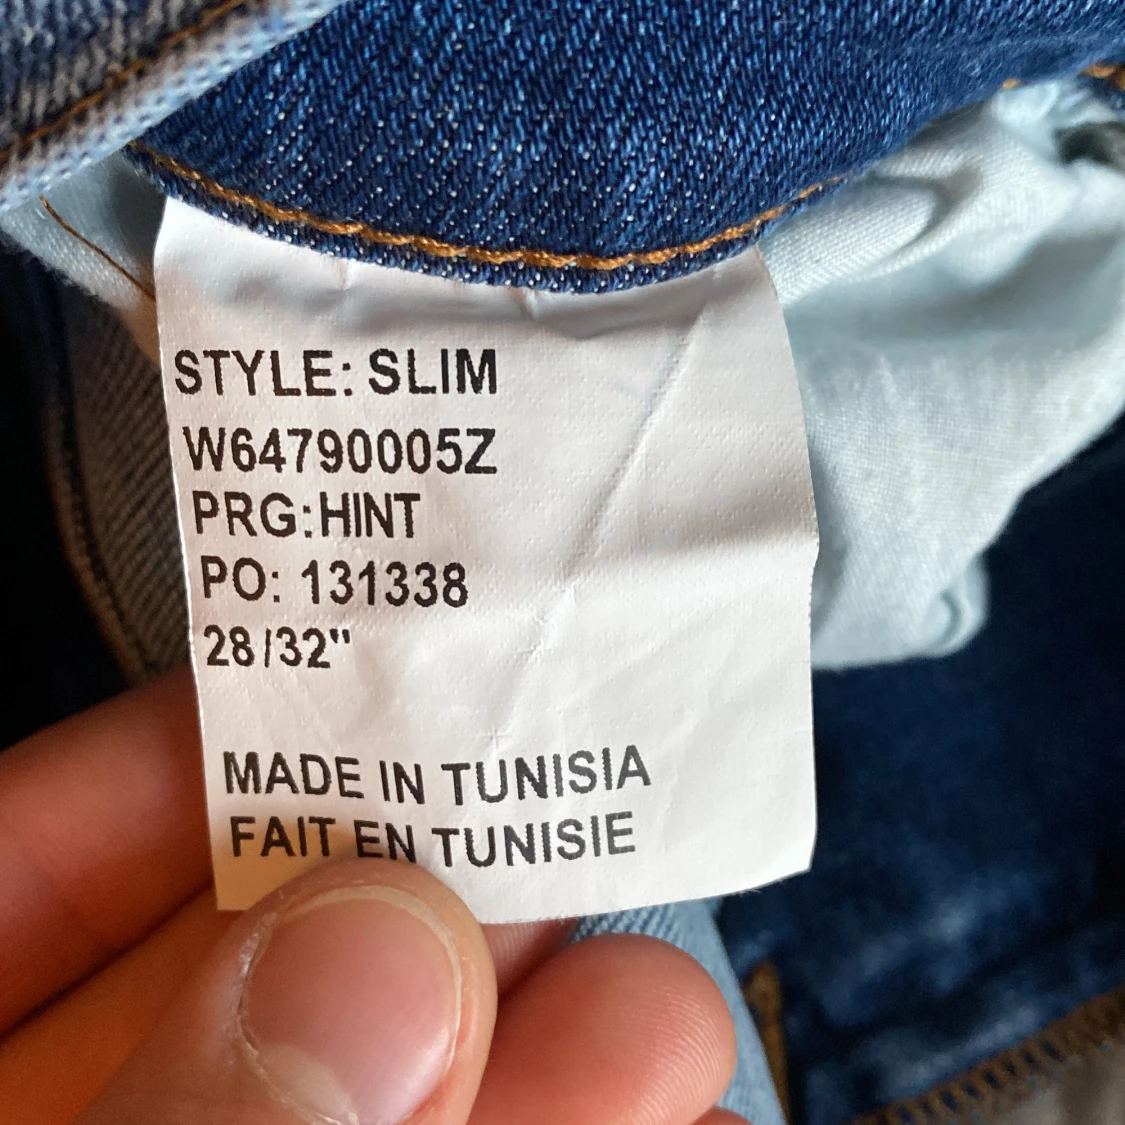 STYLE: SLIM
W64790005Z
PRG:HINT
PO: 131338
28/32"
MADE IN TUNISIA
FAIT EN TUNISIE